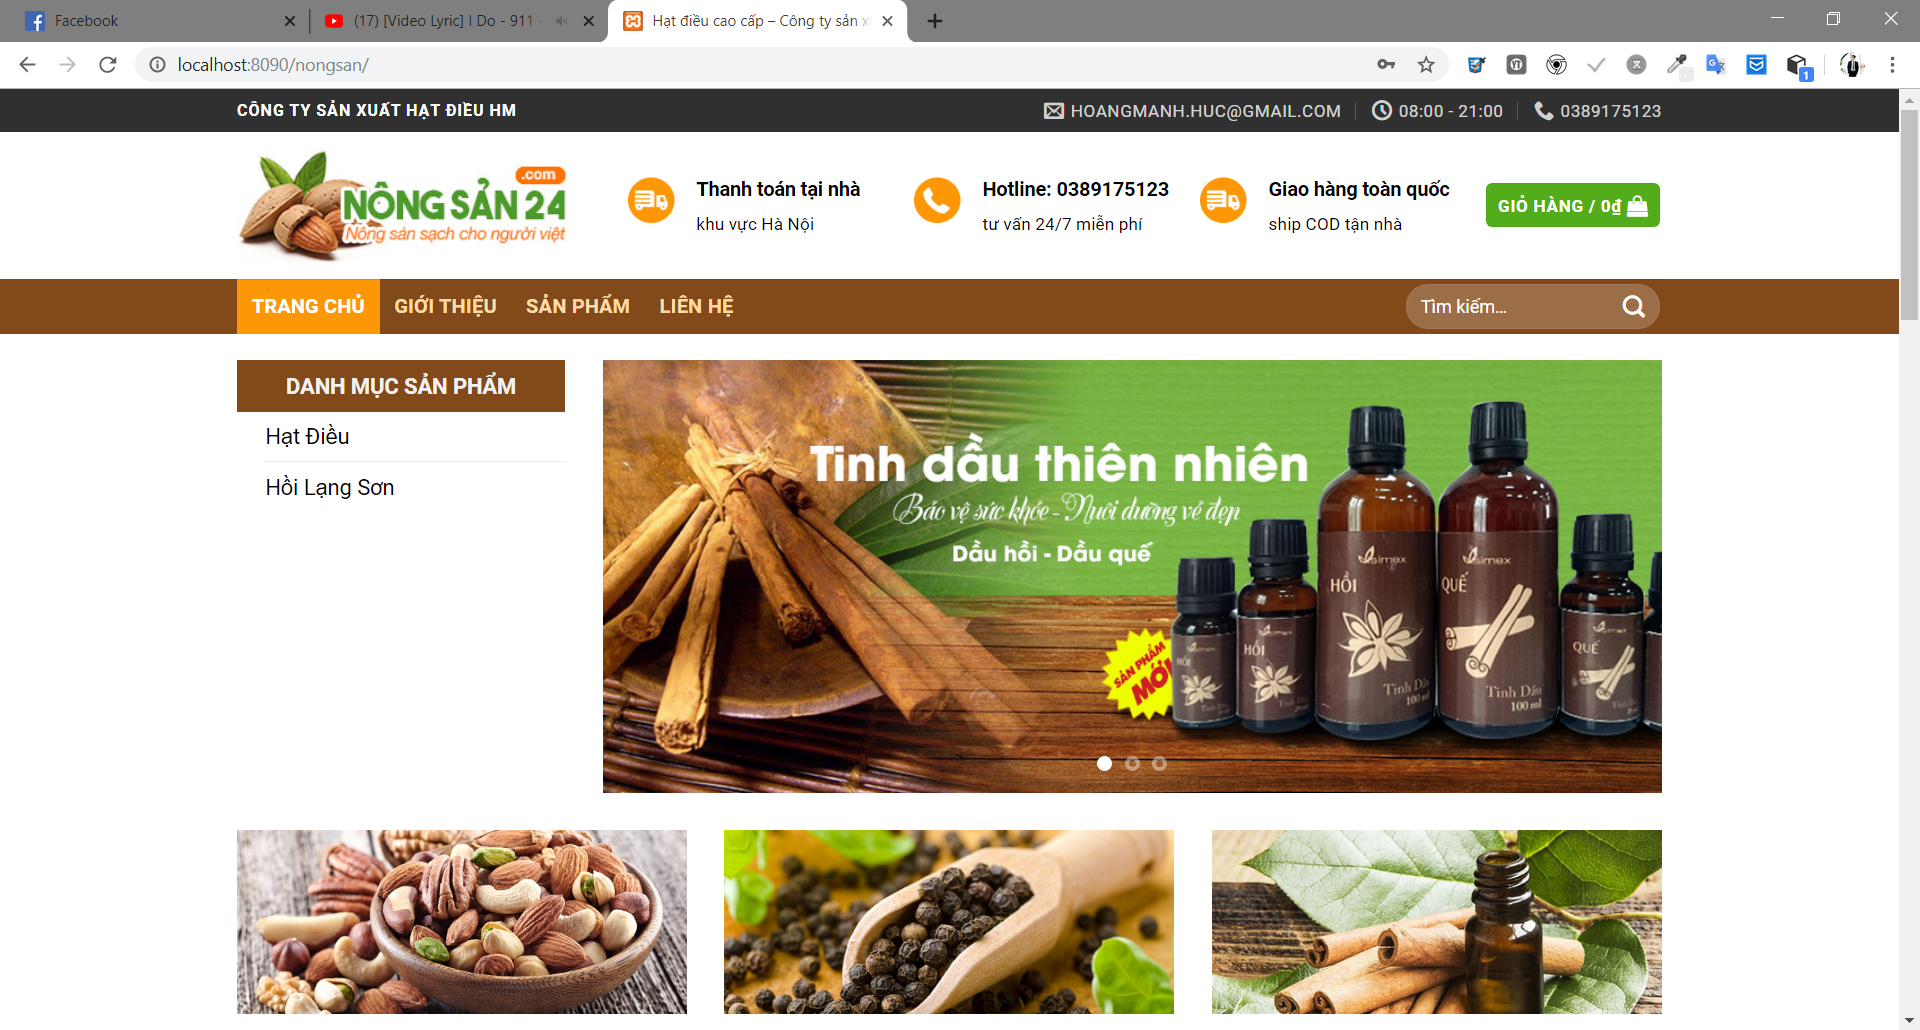 Facebook
(17) [Video Lyric] I Do - 911 -
Hạt điều cao cấp – Công ty sản x
localhost:8090/nongsan/
1
CÔNG TY SẢN XUẤT HẠT ĐIỀU HM
HOANGMANH.HUC@GMAIL.COM
08:00 - 21:00
0389175123
.com
NÔNG SẢN 24
Nông sản sạch cho người việt
Thanh toán tại nhà
khu vực Hà Nội
Hotline: 0389175123
tư vấn 24/7 miễn phí
Giao hàng toàn quốc
ship COD tận nhà
GIỎ HÀNG / 0₫
TRANG CHỦ
GIỚI THIỆU
SẢN PHẨM
LIÊN HỆ
Tìm kiếm...
DANH MỤC SẢN PHẨM
Hạt Điều
Hồi Lạng Sơn
Tinh dầu thiên nhiên
Bảo vệ sức khỏe - Nuôi dưỡng vẻ đẹp
Dầu hồi - Dầu quế
SẢN PHẨM
MỚI
HỒI
HỒI
HỒI
Tinh Dầu
100 ml
QUẾ
Tinh Dầu
100 ml
QUẾ